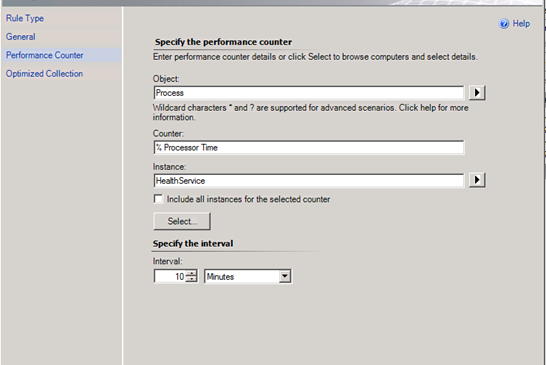 Rule Type
General
Performance Counter
Optimized Collection
Help
Specify the performance counter
Enter performance counter details or click Select to browse computers and select details.
Object:
Process
Wildcard characters * and ? are supported for advanced scenarios. Click help for more
information.
Counter:
% Processor Time
Instance:
HealthService
Include all instances for the selected counter
Select...
Specify the interval
Interval:
10 Minutes